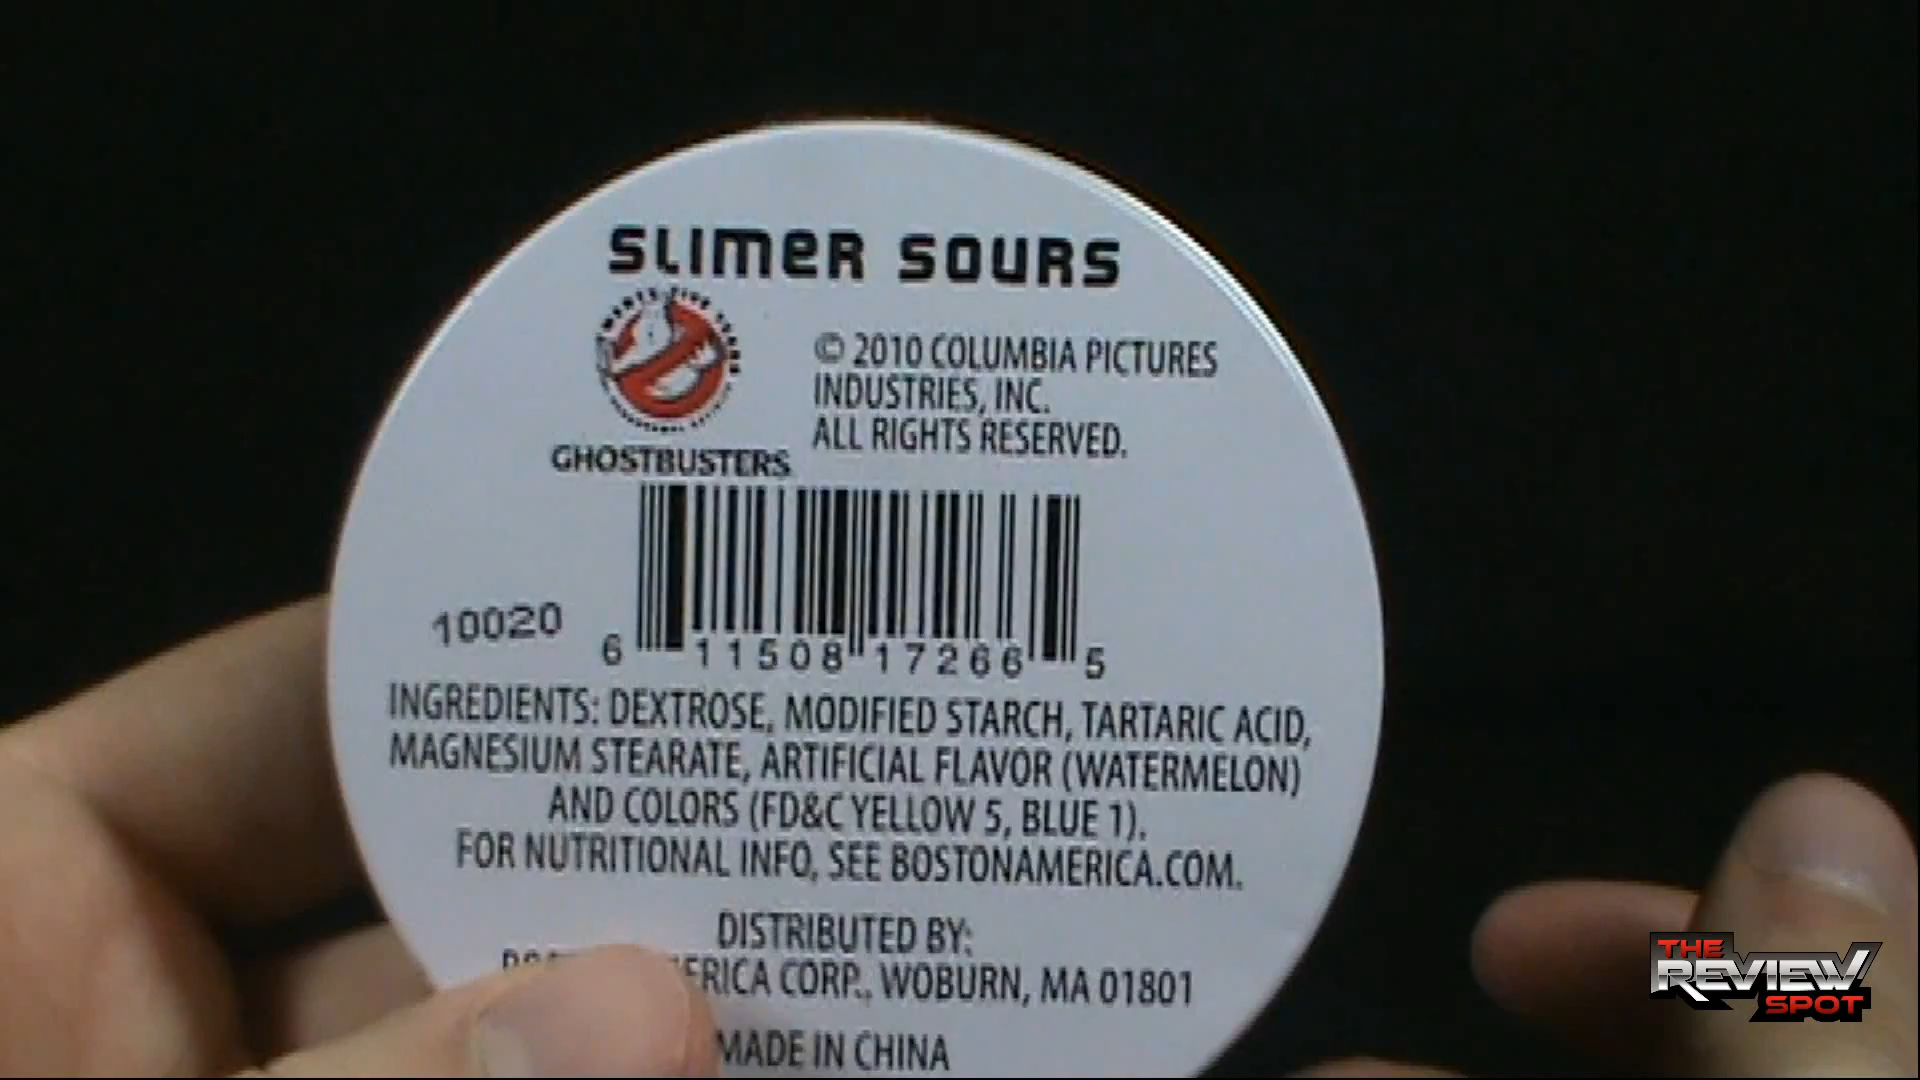 SLIMER SOURS
© 2010 COLUMBIA PICTURES
INDUSTRIES, INC.
ALL RIGHTS RESERVED.
GHOSTBUSTERS
10020
6 11508 17266 5
INGREDIENTS: DEXTROSE, MODIFIED STARCH, TARTARIC ACID,
MAGNESIUM STEARATE, ARTIFICIAL FLAVOR (WATERMELON)
AND COLORS (FD&C YELLOW 5, BLUE 1).
FOR NUTRITIONAL INFO, SEE BOSTONAMERICA.COM.
DISTRIBUTED BY:
CORP., WOBURN, MA 01801
MADE IN CHINA
THE
REVIEW
SPOT